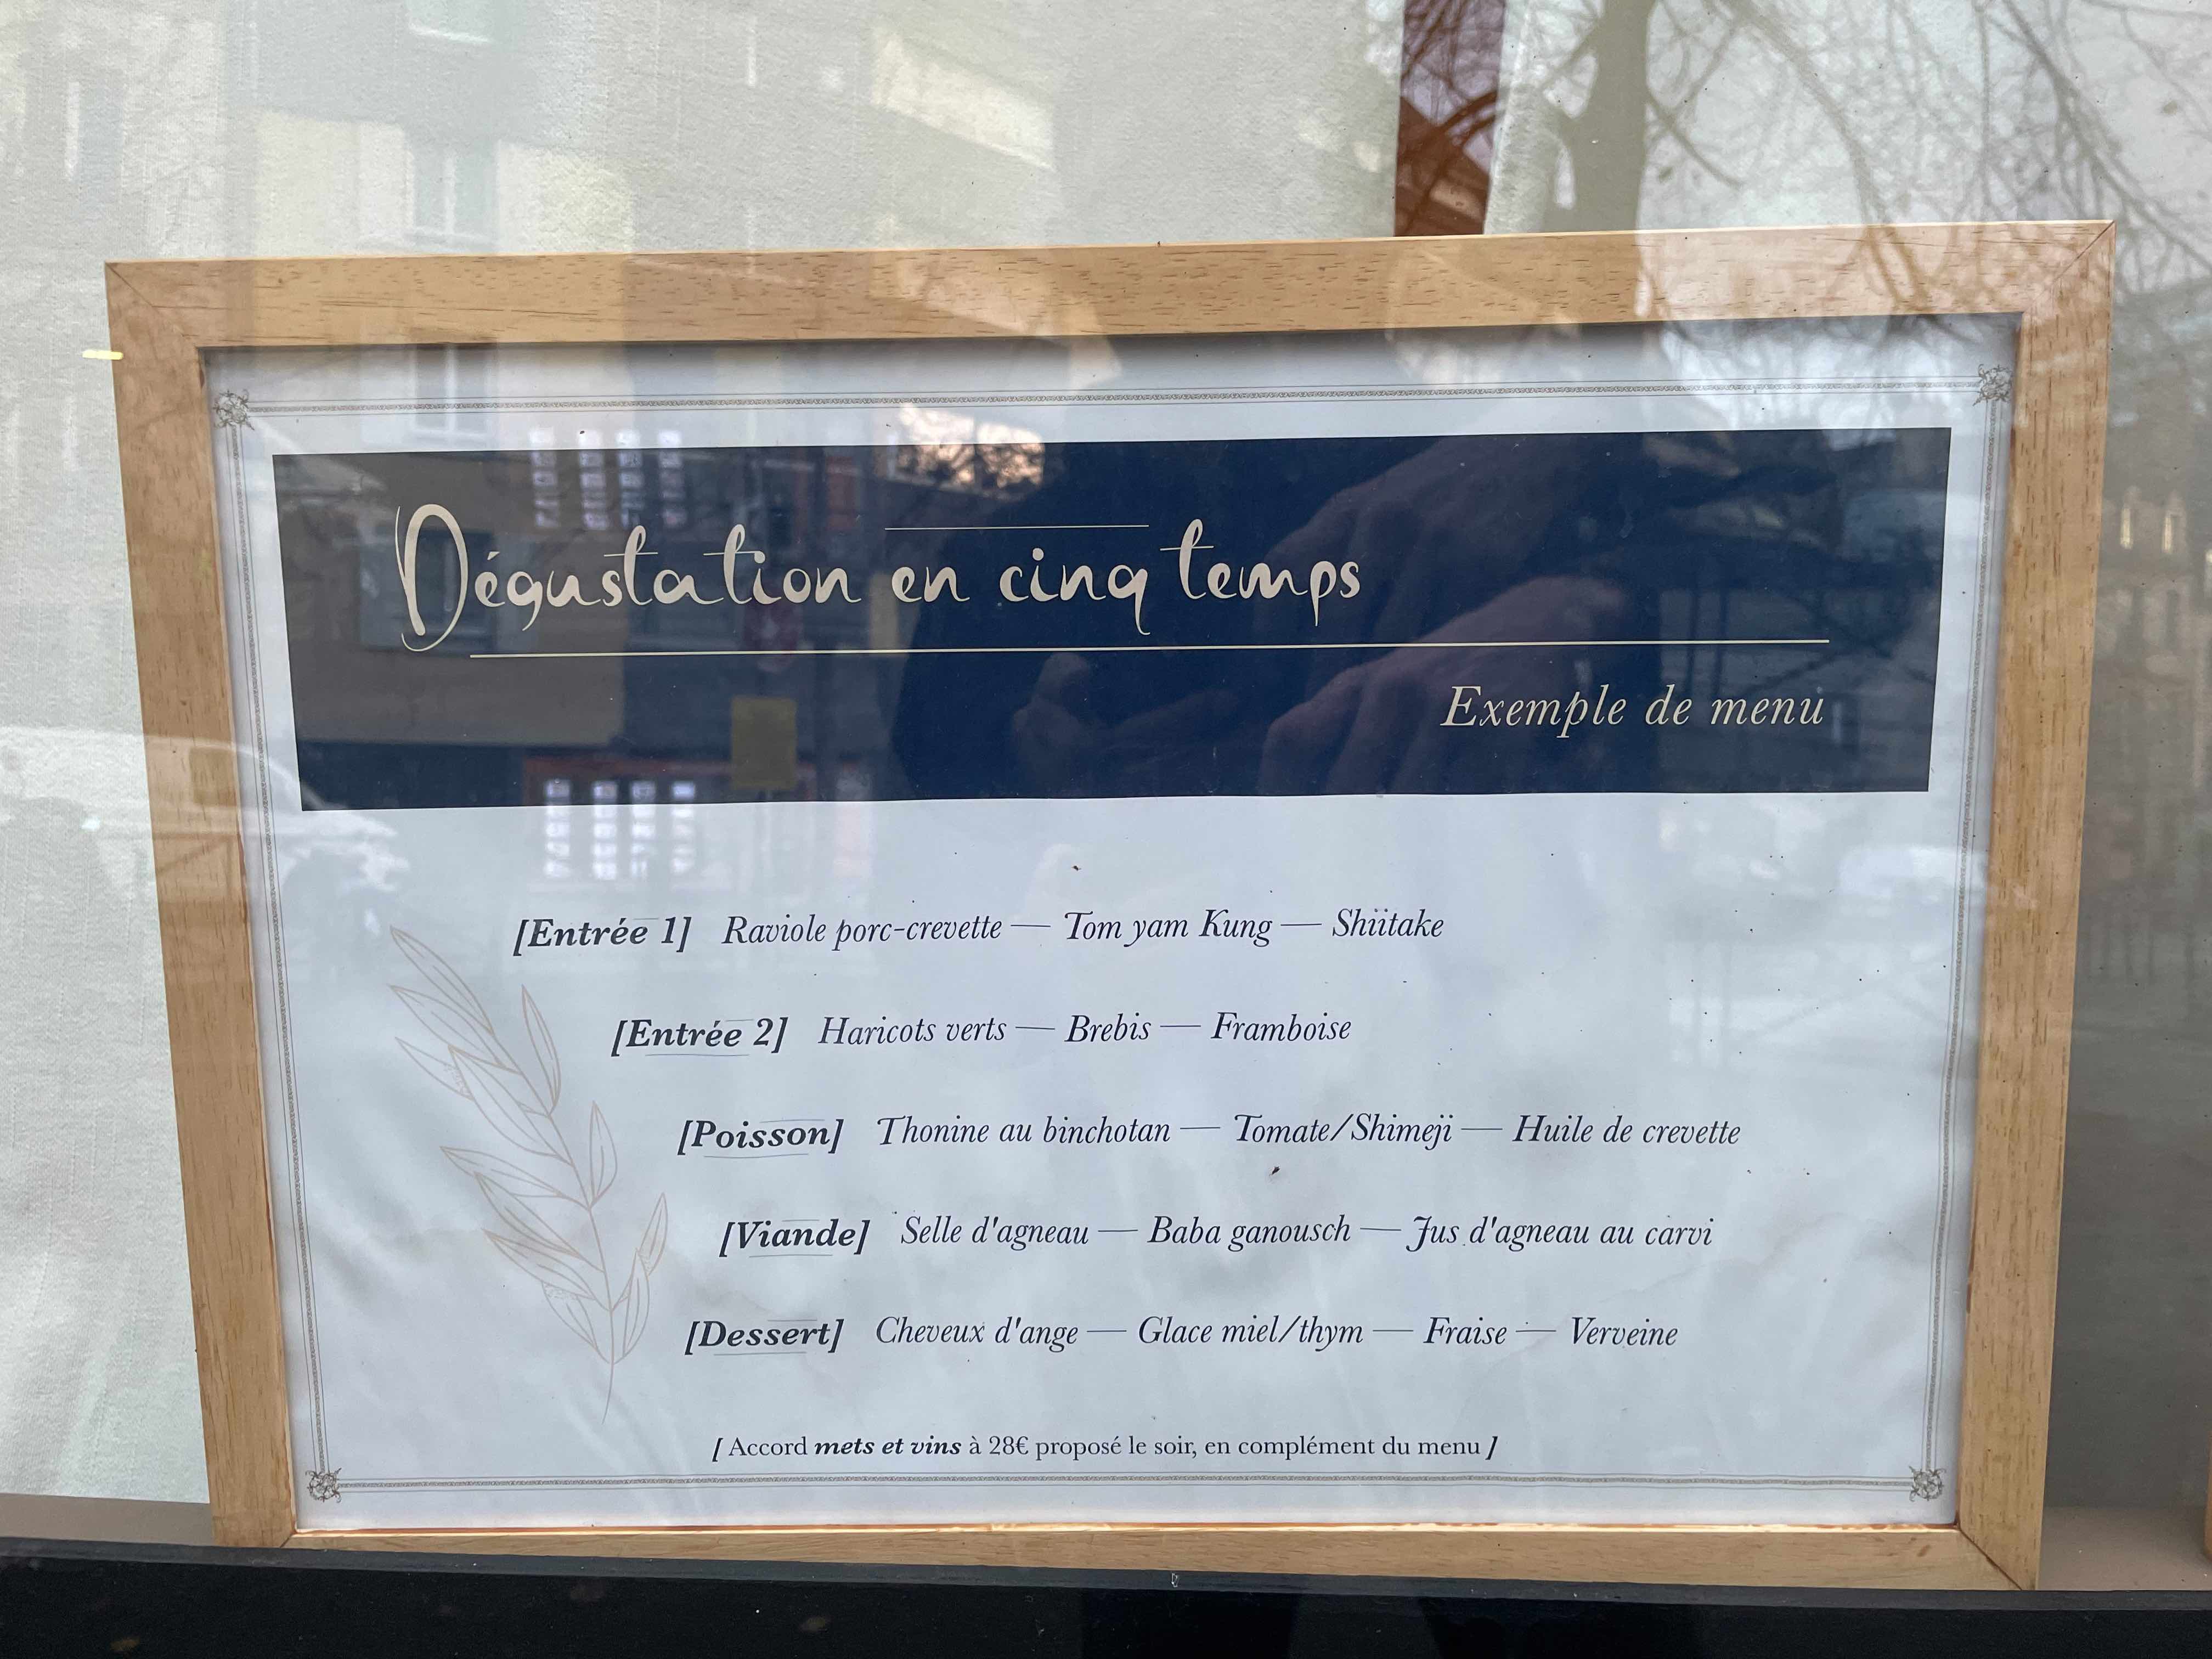 Dégustation en cinq temps
Exemple de menu
[Entrée 1] Raviole porc-crevette — Tom yam Kung — Shïitake
[Entrée 2] Haricots verts — Brebis — Framboise
[Poisson] Thonine au binchotan — Tomate/Shimeji — Huile de crevette
[Viande] Selle d'agneau — Baba ganousch — Jus d'agneau au carvi
[Dessert] Cheveux d'ange — Glace miel/thym — Fraise — Verveine
[ Accord mets et vins à 28€ proposé le soir, en complément du menu ]